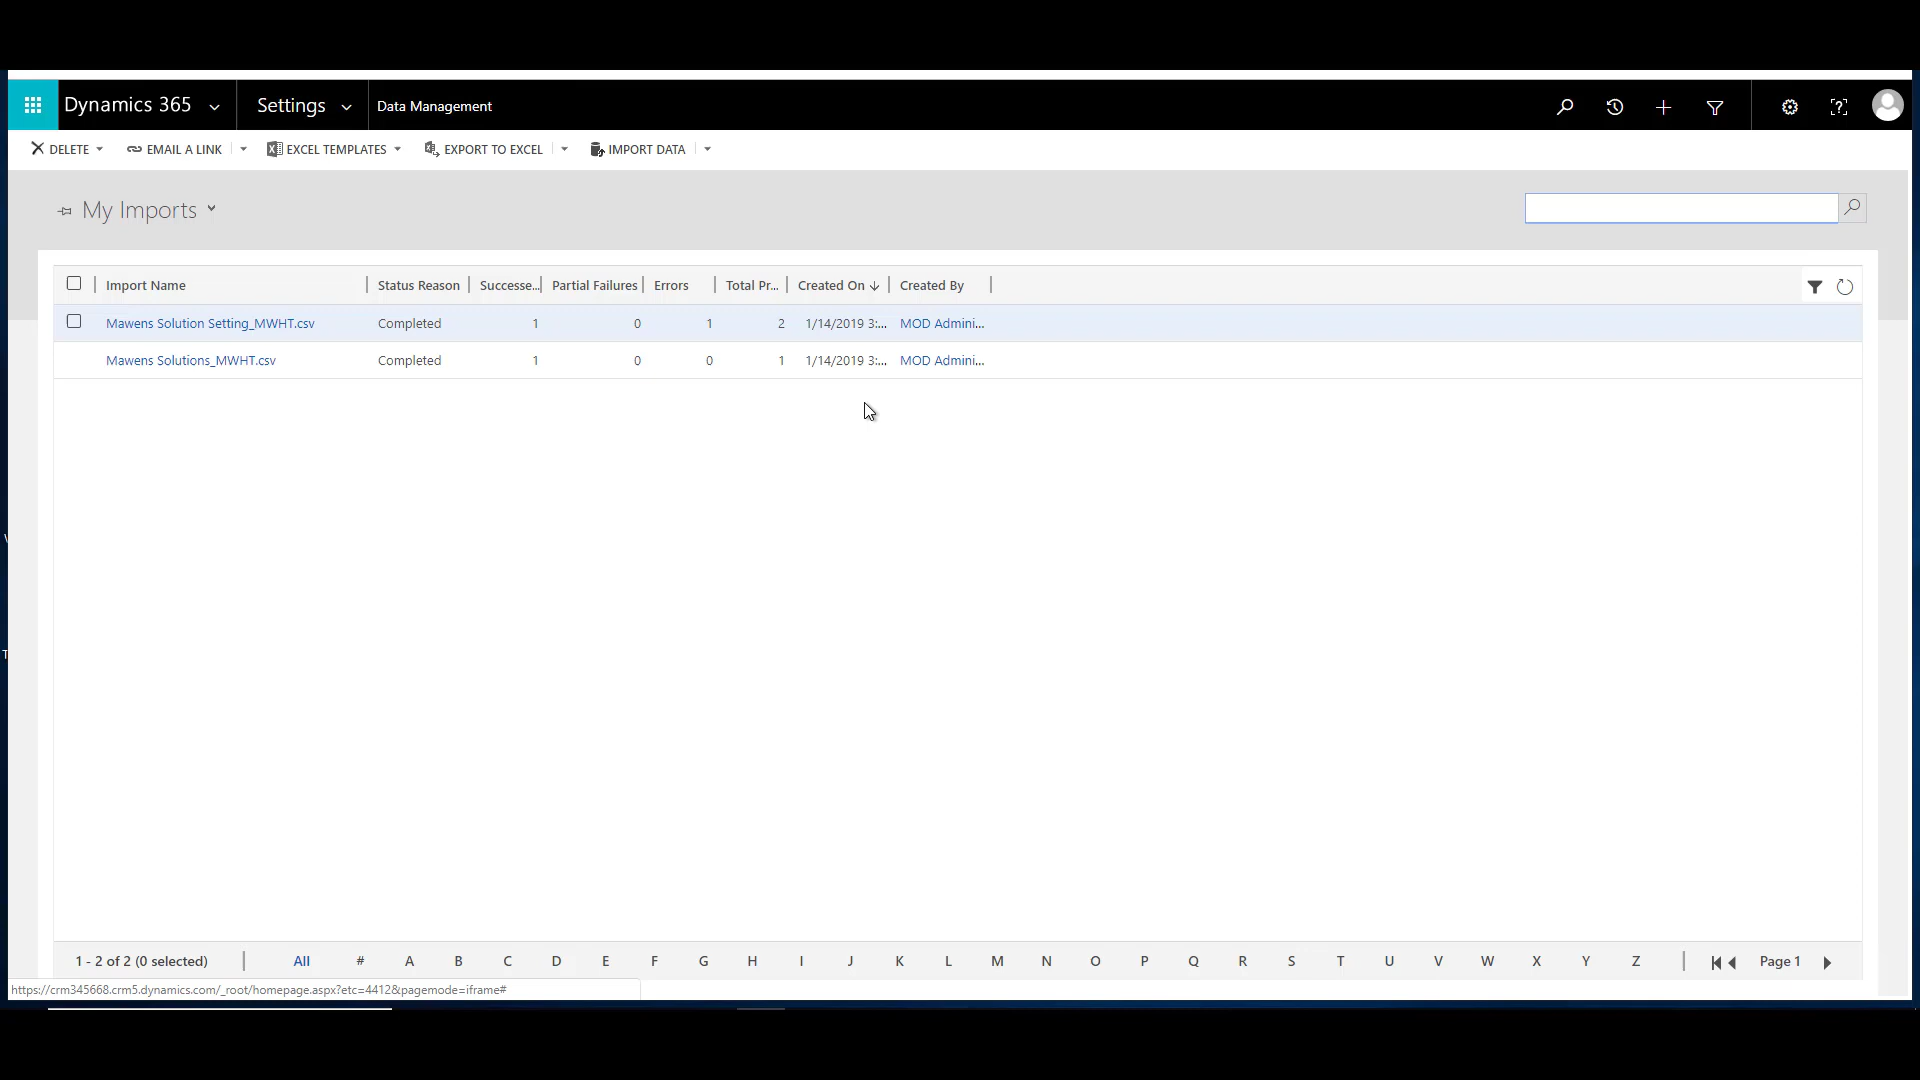 Dynamics 365 Settings Data Management
DELETE EMAIL A LINK EXCEL TEMPLATES EXPORT TO EXCEL IMPORT DATA
My Imports
Import Name Status Reason Successe... Partial Failures Errors Total Pr... Created On Created By
Mawens Solution Setting_MWHT.csv Completed 1 0 1 2 1/14/2019 3:... MOD Admini...
Mawens Solutions_MWHT.csv Completed 1 0 0 1 1/14/2019 3:... MOD Admini...
T
1 - 2 of 2 (0 selected) All # A B C D E F G H I J K L M N O P Q R S T U V W X Y Z Page 1
https://crm345668.crm5.dynamics.com/_root/homepage.aspx?etc=4412&pagemode=iframe#